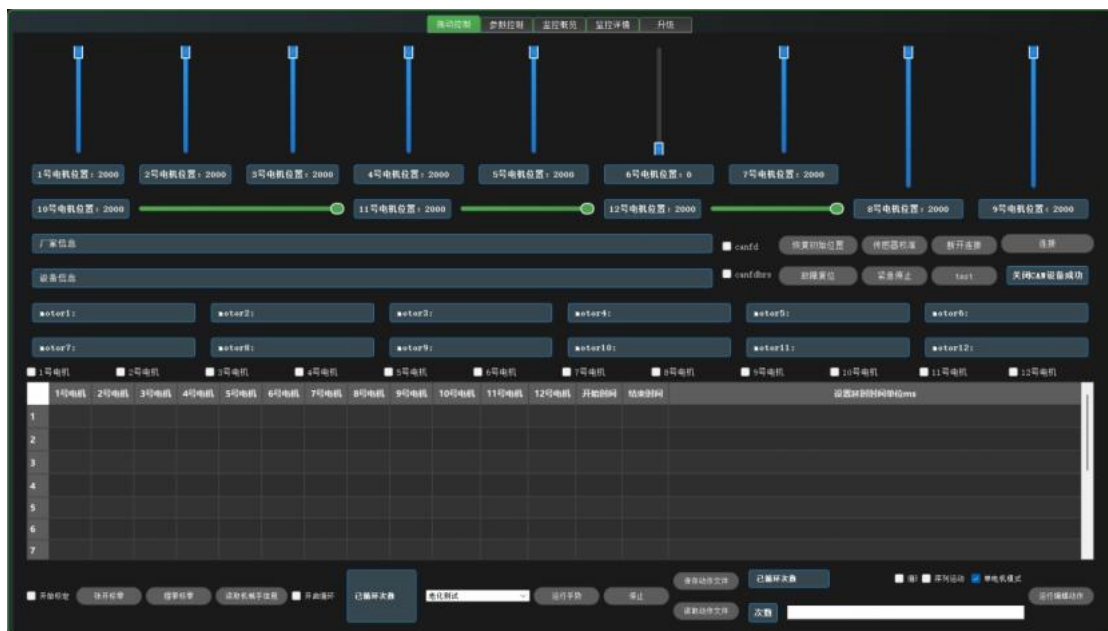 拖动控制 参数控制 监控概览 监控详情 升级
1号电机位置: 2000 2号电机位置: 2000 3号电机位置: 2000 4号电机位置: 2000 5号电机位置: 2000 6号电机位置: 0 7号电机位置: 2000
10号电机位置: 2000 11号电机位置: 2000 12号电机位置: 2000 8号电机位置: 2000 9号电机位置: 2000
厂家信息 canfd 恢复初始位置 传感器校准 断开连接 连接
设备信息 canfdbrs 故障复位 紧急停止 test 关闭CAN设备成功
motor1: motor2: motor3: motor4: motor5: motor6:
motor7: motor8: motor9: motor10: motor11: motor12:
1号电机 2号电机 3号电机 4号电机 5号电机 6号电机 7号电机 8号电机 9号电机 10号电机 11号电机 12号电机
1号电机 2号电机 3号电机 4号电机 5号电机 6号电机 7号电机 8号电机 9号电机 10号电机 11号电机 12号电机 开始时间 结束时间 设置延时时间单位ms
1
2
3
4
5
6
7
保存动作文件 已循环次数 序列运动 单电机模式
开始标定 张开标零 握拳标零 读取机械手信息 开启循环 已循环次数 老化测试 运行手势 停止 运行编辑动作
读取动作文件 次数